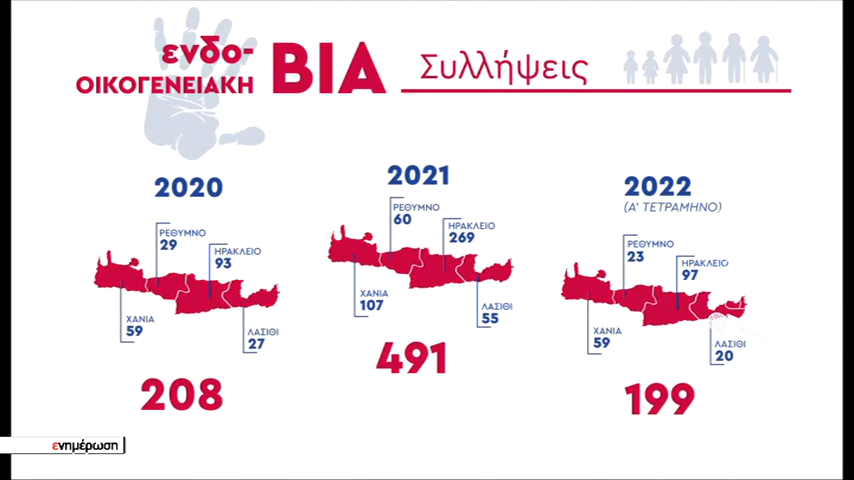 ενδο-
ΟΙΚΟΓΕΝΕΙΑΚΗ
ΒΙΑ
Συλλήψεις
2020
ΡΕΘΥΜΝΟ
29
ΗΡΑΚΛΕΙΟ
93
ΧΑΝΙΑ
59
ΛΑΣΙΘΙ
27
208
2021
ΡΕΘΥΜΝΟ
60
ΗΡΑΚΛΕΙΟ
269
ΧΑΝΙΑ
107
ΛΑΣΙΘΙ
55
491
2022
(Α' ΤΕΤΡΑΜΗΝΟ)
ΡΕΘΥΜΝΟ
23
ΗΡΑΚΛΕΙΟ
97
ΧΑΝΙΑ
59
ΛΑΣΙΘΙ
20
199
ενημέρωση